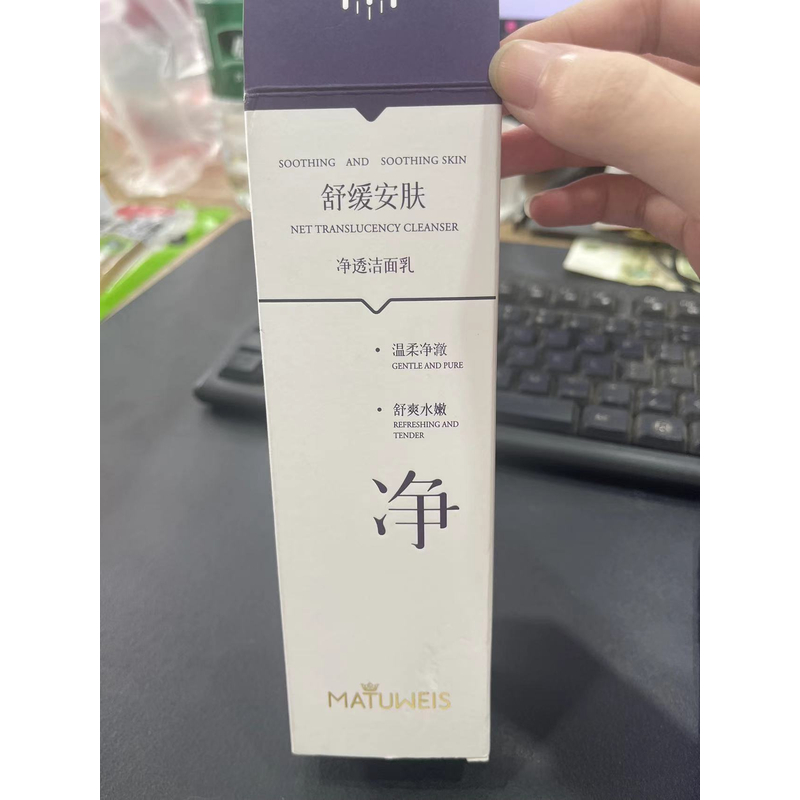 SOOTHING AND SOOTHING SKIN
舒缓安肤
NET TRANSLUCENCY CLEANSER
净透洁面乳
• 温柔净澈
GENTLE AND PURE
• 舒爽水嫩
REFRESHING AND
TENDER
净
MATUWEIS